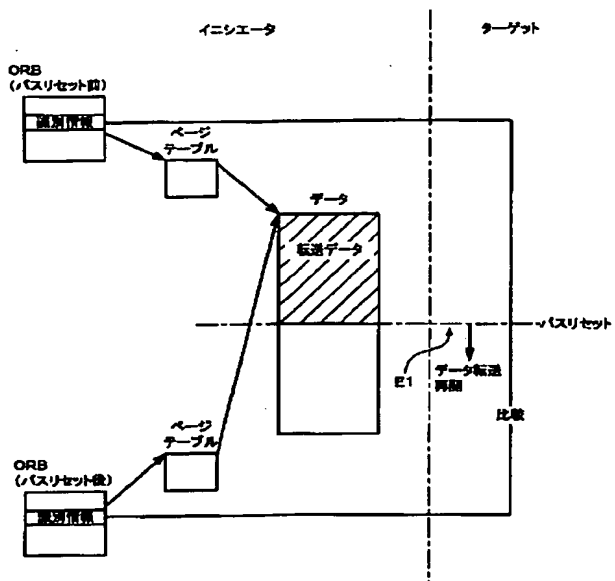 イニシエータ
ターゲット
ORB
(バスリセット前)
識別情報
ページ
テーブル
データ
転送データ
バスリセット
E1
データ転送
再開
比較
ページ
テーブル
ORB
(バスリセット後)
識別情報